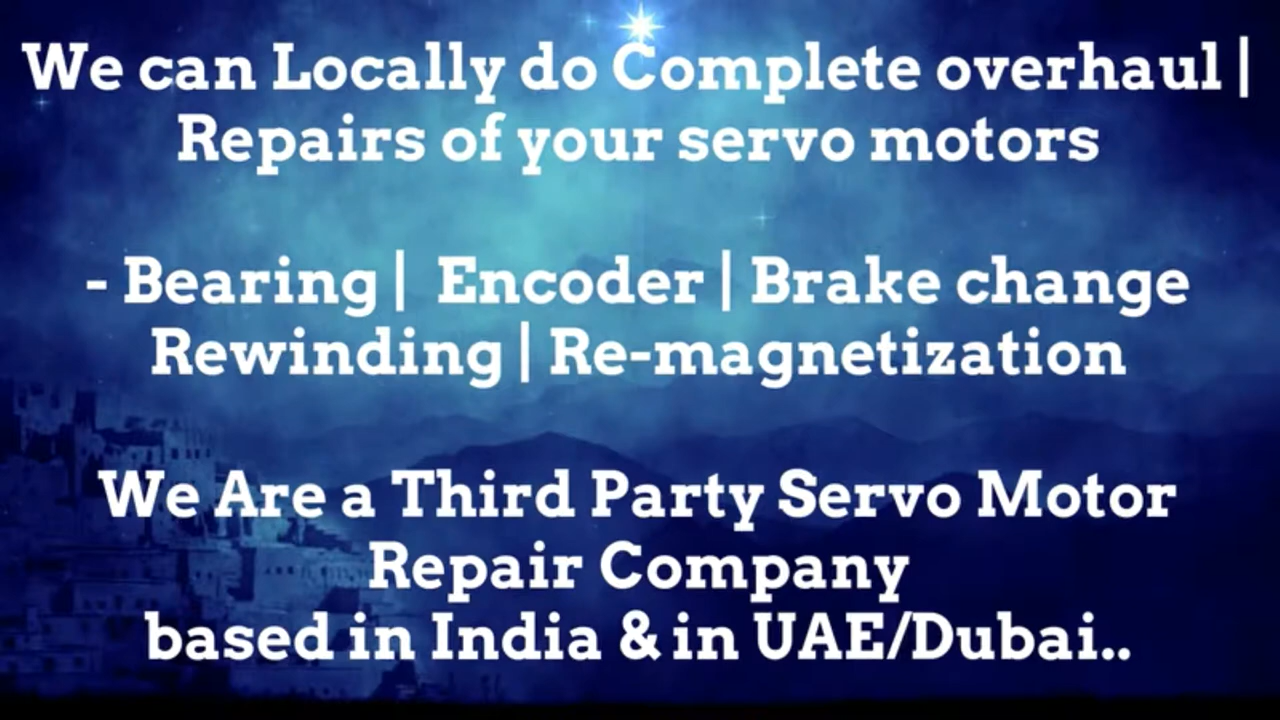 We can Locally do Complete overhaul |
Repairs of your servo motors
- Bearing | Encoder | Brake change
Rewinding | Re-magnetization
We Are a Third Party Servo Motor
Repair Company
based in India & in UAE/Dubai..